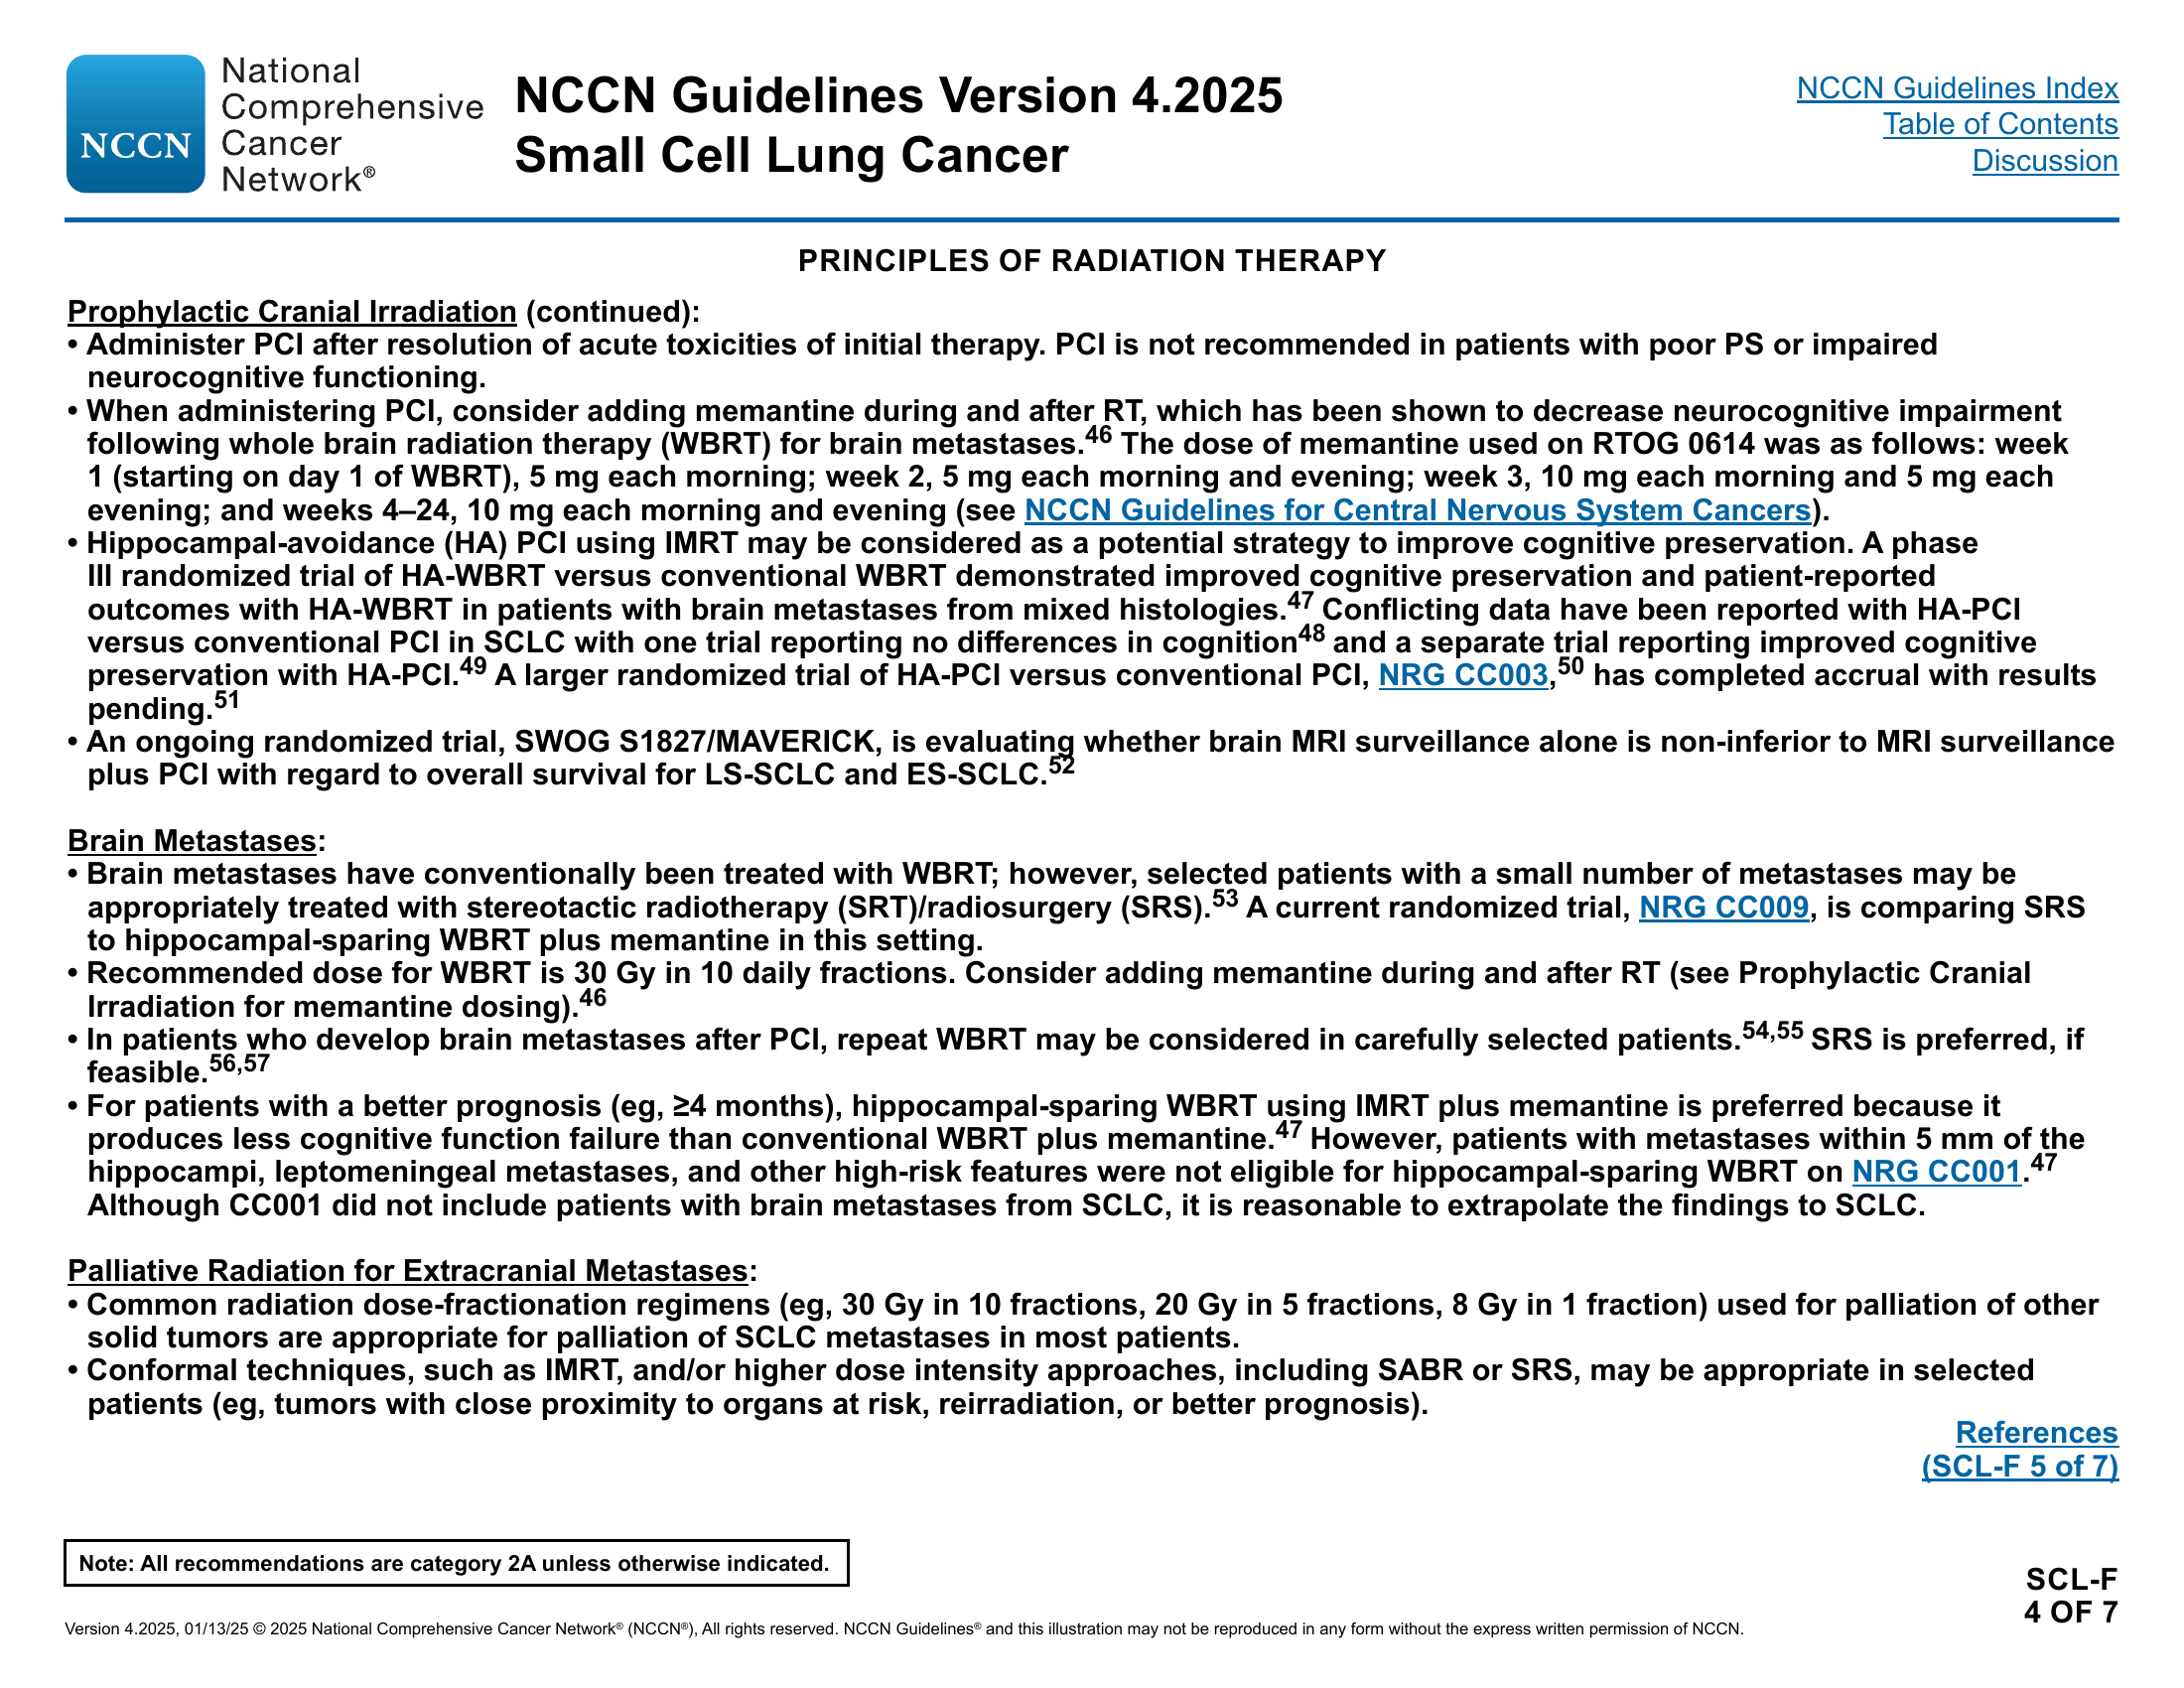 NCCN
National
Comprehensive
Cancer
Network®
NCCN Guidelines Version 4.2025
Small Cell Lung Cancer
NCCN Guidelines Index
Table of Contents
Discussion
PRINCIPLES OF RADIATION THERAPY
Prophylactic Cranial Irradiation (continued):
• Administer PCI after resolution of acute toxicities of initial therapy. PCI is not recommended in patients with poor PS or impaired
neurocognitive functioning.
• When administering PCI, consider adding memantine during and after RT, which has been shown to decrease neurocognitive impairment
following whole brain radiation therapy (WBRT) for brain metastases.46 The dose of memantine used on RTOG 0614 was as follows: week
1 (starting on day 1 of WBRT), 5 mg each morning; week 2, 5 mg each morning and evening; week 3, 10 mg each morning and 5 mg each
evening; and weeks 4–24, 10 mg each morning and evening (see NCCN Guidelines for Central Nervous System Cancers).
• Hippocampal-avoidance (HA) PCI using IMRT may be considered as a potential strategy to improve cognitive preservation. A phase
III randomized trial of HA-WBRT versus conventional WBRT demonstrated improved cognitive preservation and patient-reported
outcomes with HA-WBRT in patients with brain metastases from mixed histologies.47 Conflicting data have been reported with HA-PCI
versus conventional PCI in SCLC with one trial reporting no differences in cognition48 and a separate trial reporting improved cognitive
preservation with HA-PCI.49 A larger randomized trial of HA-PCI versus conventional PCI, NRG CC003,50 has completed accrual with results
pending.51
• An ongoing randomized trial, SWOG S1827/MAVERICK, is evaluating whether brain MRI surveillance alone is non-inferior to MRI surveillance
plus PCI with regard to overall survival for LS-SCLC and ES-SCLC.52
Brain Metastases:
• Brain metastases have conventionally been treated with WBRT; however, selected patients with a small number of metastases may be
appropriately treated with stereotactic radiotherapy (SRT)/radiosurgery (SRS).53 A current randomized trial, NRG CC009, is comparing SRS
to hippocampal-sparing WBRT plus memantine in this setting.
• Recommended dose for WBRT is 30 Gy in 10 daily fractions. Consider adding memantine during and after RT (see Prophylactic Cranial
Irradiation for memantine dosing).46
• In patients who develop brain metastases after PCI, repeat WBRT may be considered in carefully selected patients.54,55 SRS is preferred, if
feasible.56,57
• For patients with a better prognosis (eg, ≥4 months), hippocampal-sparing WBRT using IMRT plus memantine is preferred because it
produces less cognitive function failure than conventional WBRT plus memantine.47 However, patients with metastases within 5 mm of the
hippocampi, leptomeningeal metastases, and other high-risk features were not eligible for hippocampal-sparing WBRT on NRG CC001.47
Although CC001 did not include patients with brain metastases from SCLC, it is reasonable to extrapolate the findings to SCLC.
Palliative Radiation for Extracranial Metastases:
• Common radiation dose-fractionation regimens (eg, 30 Gy in 10 fractions, 20 Gy in 5 fractions, 8 Gy in 1 fraction) used for palliation of other
solid tumors are appropriate for palliation of SCLC metastases in most patients.
• Conformal techniques, such as IMRT, and/or higher dose intensity approaches, including SABR or SRS, may be appropriate in selected
patients (eg, tumors with close proximity to organs at risk, reirradiation, or better prognosis).
References
(SCL-F 5 of 7)
Note: All recommendations are category 2A unless otherwise indicated.
SCL-F
4 OF 7
Version 4.2025, 01/13/25 © 2025 National Comprehensive Cancer Network® (NCCN®), All rights reserved. NCCN Guidelines® and this illustration may not be reproduced in any form without the express written permission of NCCN.